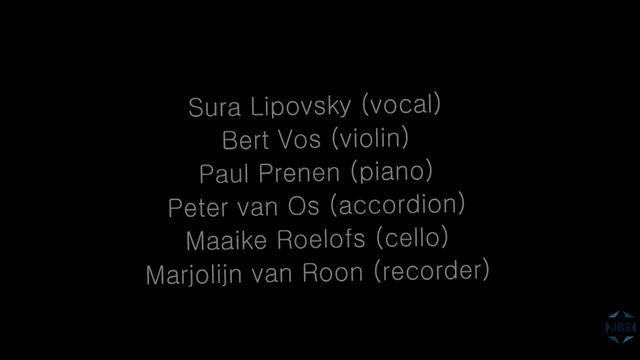 Sura Lipovsky (vocal)
Bert Vos (violin)
Paul Prenen (piano)
Peter van Os (accordion)
Maaike Roelofs (cello)
Marjolijn van Roon (recorder)
JBS